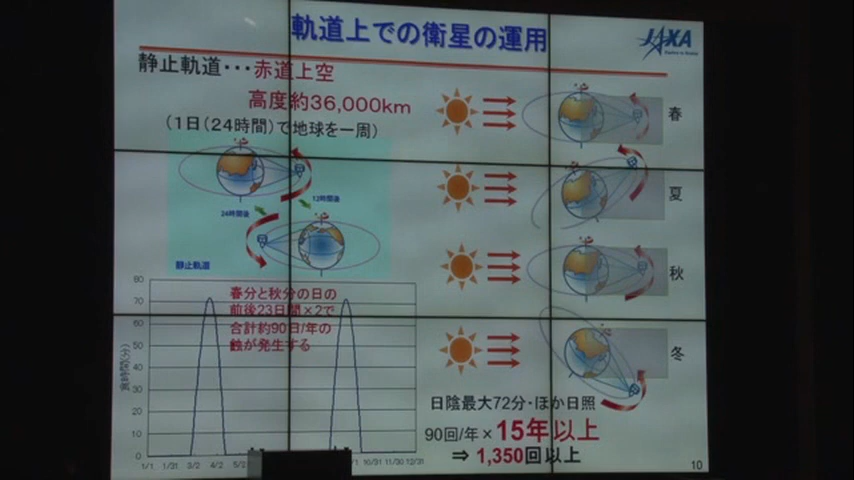 軌道上での衛星の運用
JAXA
静止軌道･･･赤道上空
高度約36,000km
(1日(24時間)で地球を一周)
12時間後
24時間後
静止軌道
春
夏
秋
冬
春分と秋分の日の
前後23日間×2で
合計約90日/年の
蝕が発生する
80
70
60
50
40
30
20
10
0
1/1 1/31 3/2 4/2 10/31 11/30 12/31
日陰最大72分･ほか日照
90回/年×15年以上
⇒ 1,350回以上
10